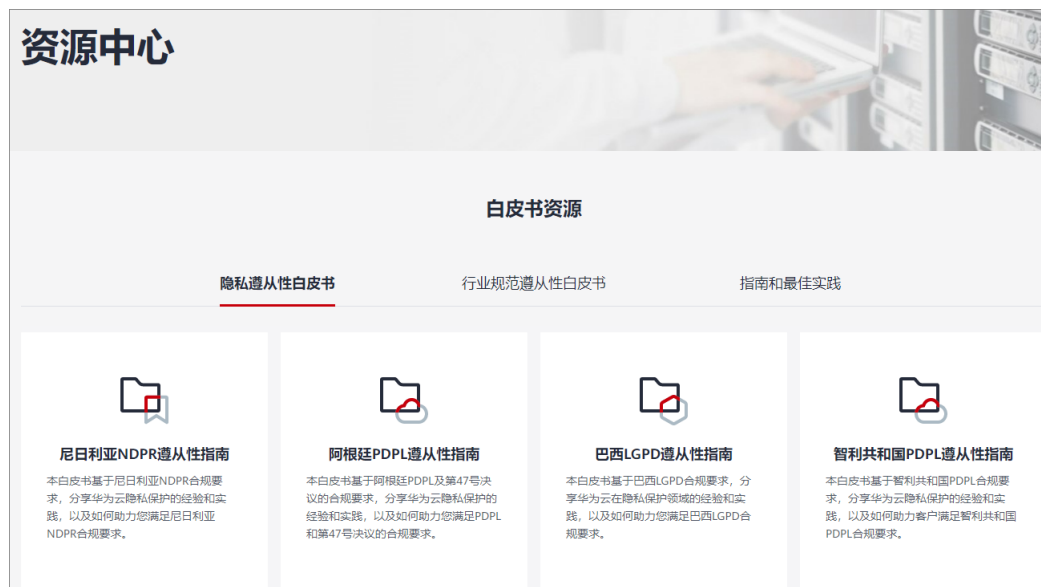 资源中心
白皮书资源
隐私遵从性白皮书
行业规范遵从性白皮书
指南和最佳实践
尼日利亚NDPR遵从性指南
本白皮书基于尼日利亚NDPR合规要
求，分享华为云隐私保护的经验和实
践，以及如何助力您满足尼日利亚
NDPR合规要求。
阿根廷PDPL遵从性指南
本白皮书基于阿根廷PDPL及第47号决
议的合规要求，分享华为云隐私保护的
经验和实践，以及如何助力您满足PDPL
和第47号决议的合规要求。
巴西LGPD遵从性指南
本白皮书基于巴西LGPD合规要求，分
享华为云在隐私保护领域的经验和实
践，以及如何助力您满足巴西LGPD合
规要求。
智利共和国PDPL遵从性指南
本白皮书基于智利共和国PDPL合规要
求，分享华为云隐私保护的经验和实
践，以及如何助力客户满足智利共和国
PDPL合规要求。